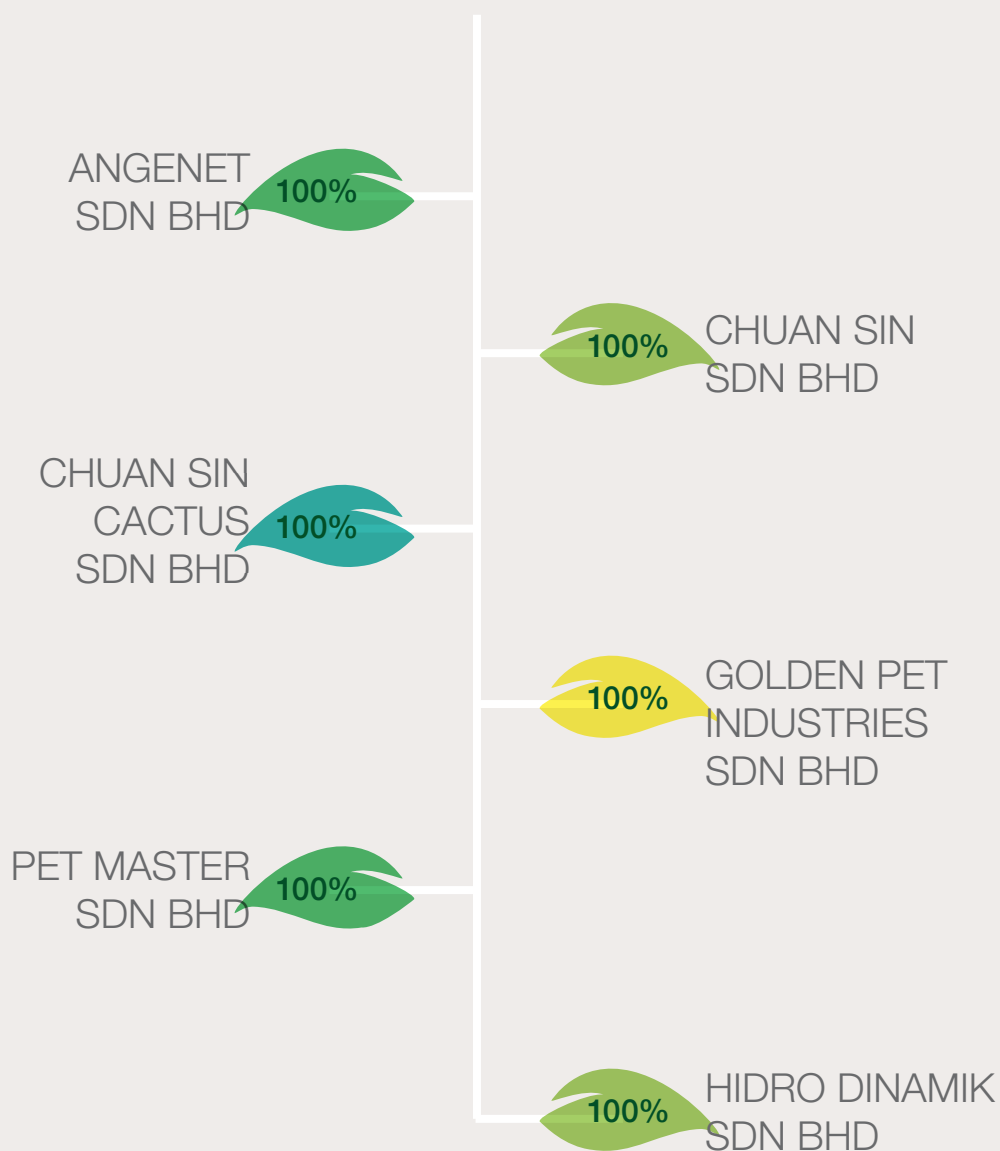 ANGENET
SDN BHD
100%
100%
CHUAN SIN
SDN BHD
CHUAN SIN
CACTUS
SDN BHD
100%
100%
GOLDEN PET
INDUSTRIES
SDN BHD
PET MASTER
SDN BHD
100%
100%
HIDRO DINAMIK
SDN BHD